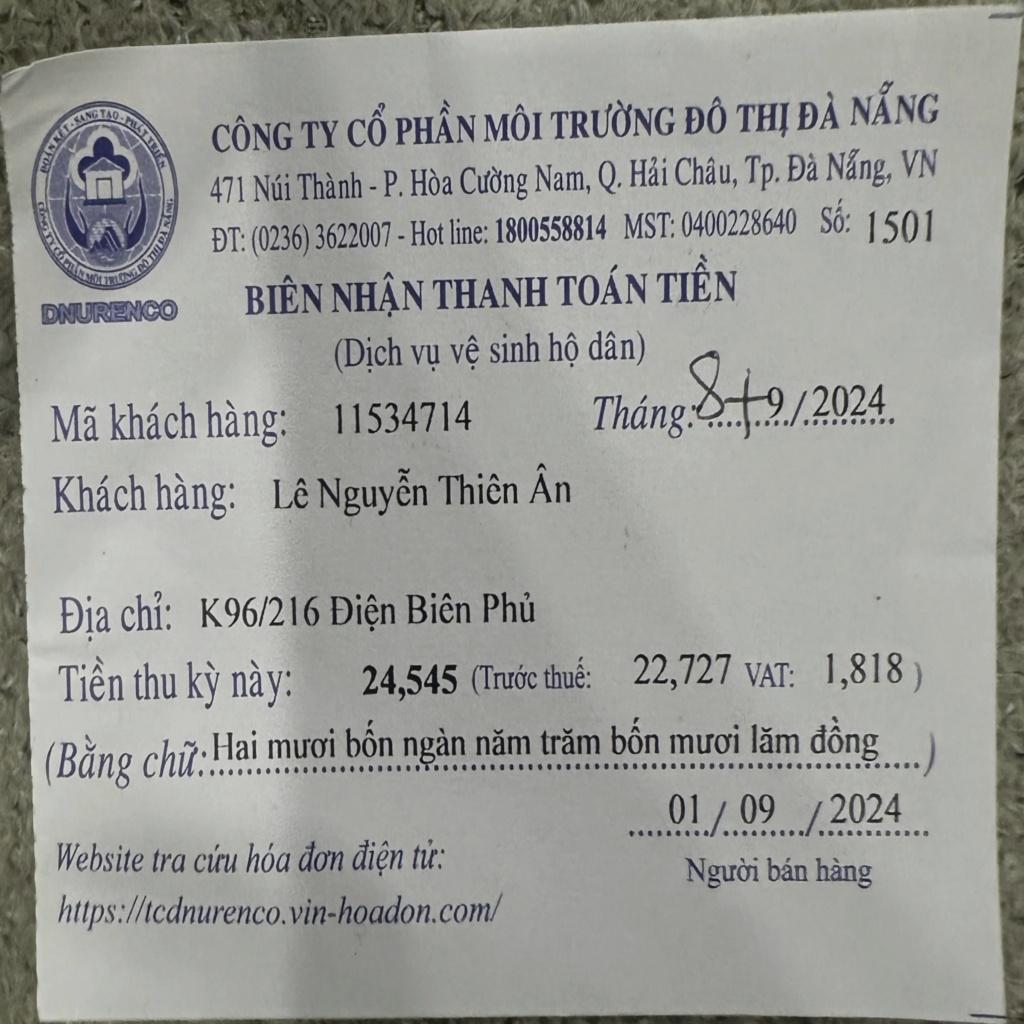 ĐOÀN KẾT - SANG TẠO - PHÁT TRIỂN
CÔNG TY CỔ PHẦN MÔI TRƯỜNG ĐÔ THỊ ĐÀ NẴNG
DNURENCO
CÔNG TY CỔ PHẦN MÔI TRƯỜNG ĐÔ THỊ ĐÀ NẴNG
471 Núi Thành - P. Hòa Cường Nam, Q. Hải Châu, Tp. Đà Nẵng, VN
ĐT: (0236) 3622007 - Hot line: 1800558814 MST: 0400228640 Số: 1501
BIÊN NHẬN THANH TOÁN TIỀN
(Dịch vụ vệ sinh hộ dân)
Mã khách hàng: 11534714 Tháng: 8+9/2024
Khách hàng: Lê Nguyễn Thiên Ân
Địa chỉ: K96/216 Điện Biên Phủ
Tiền thu kỳ này: 24,545 (Trước thuế: 22,727 VAT: 1,818 )
(Bằng chữ: Hai mươi bốn ngàn năm trăm bốn mươi lăm đồng )
01 / 09 / 2024
Người bán hàng
Website tra cứu hóa đơn điện tử:
https://tcdnurenco.vin-hoadon.com/